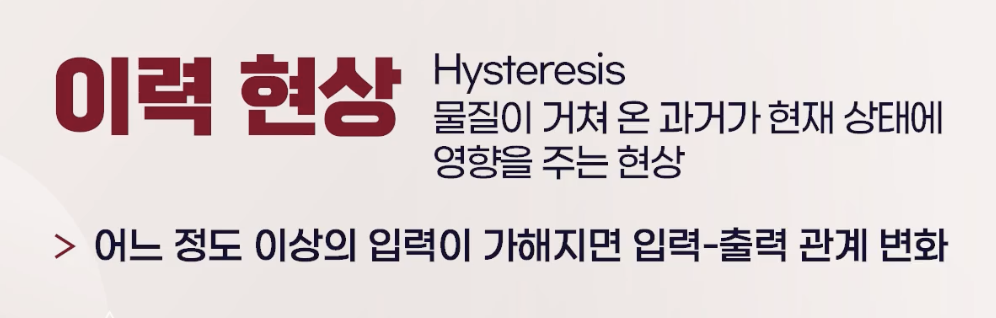 이력 현상
Hysteresis
물질이 거쳐 온 과거가 현재 상태에
영향을 주는 현상
> 어느 정도 이상의 입력이 가해지면 입력-출력 관계 변화